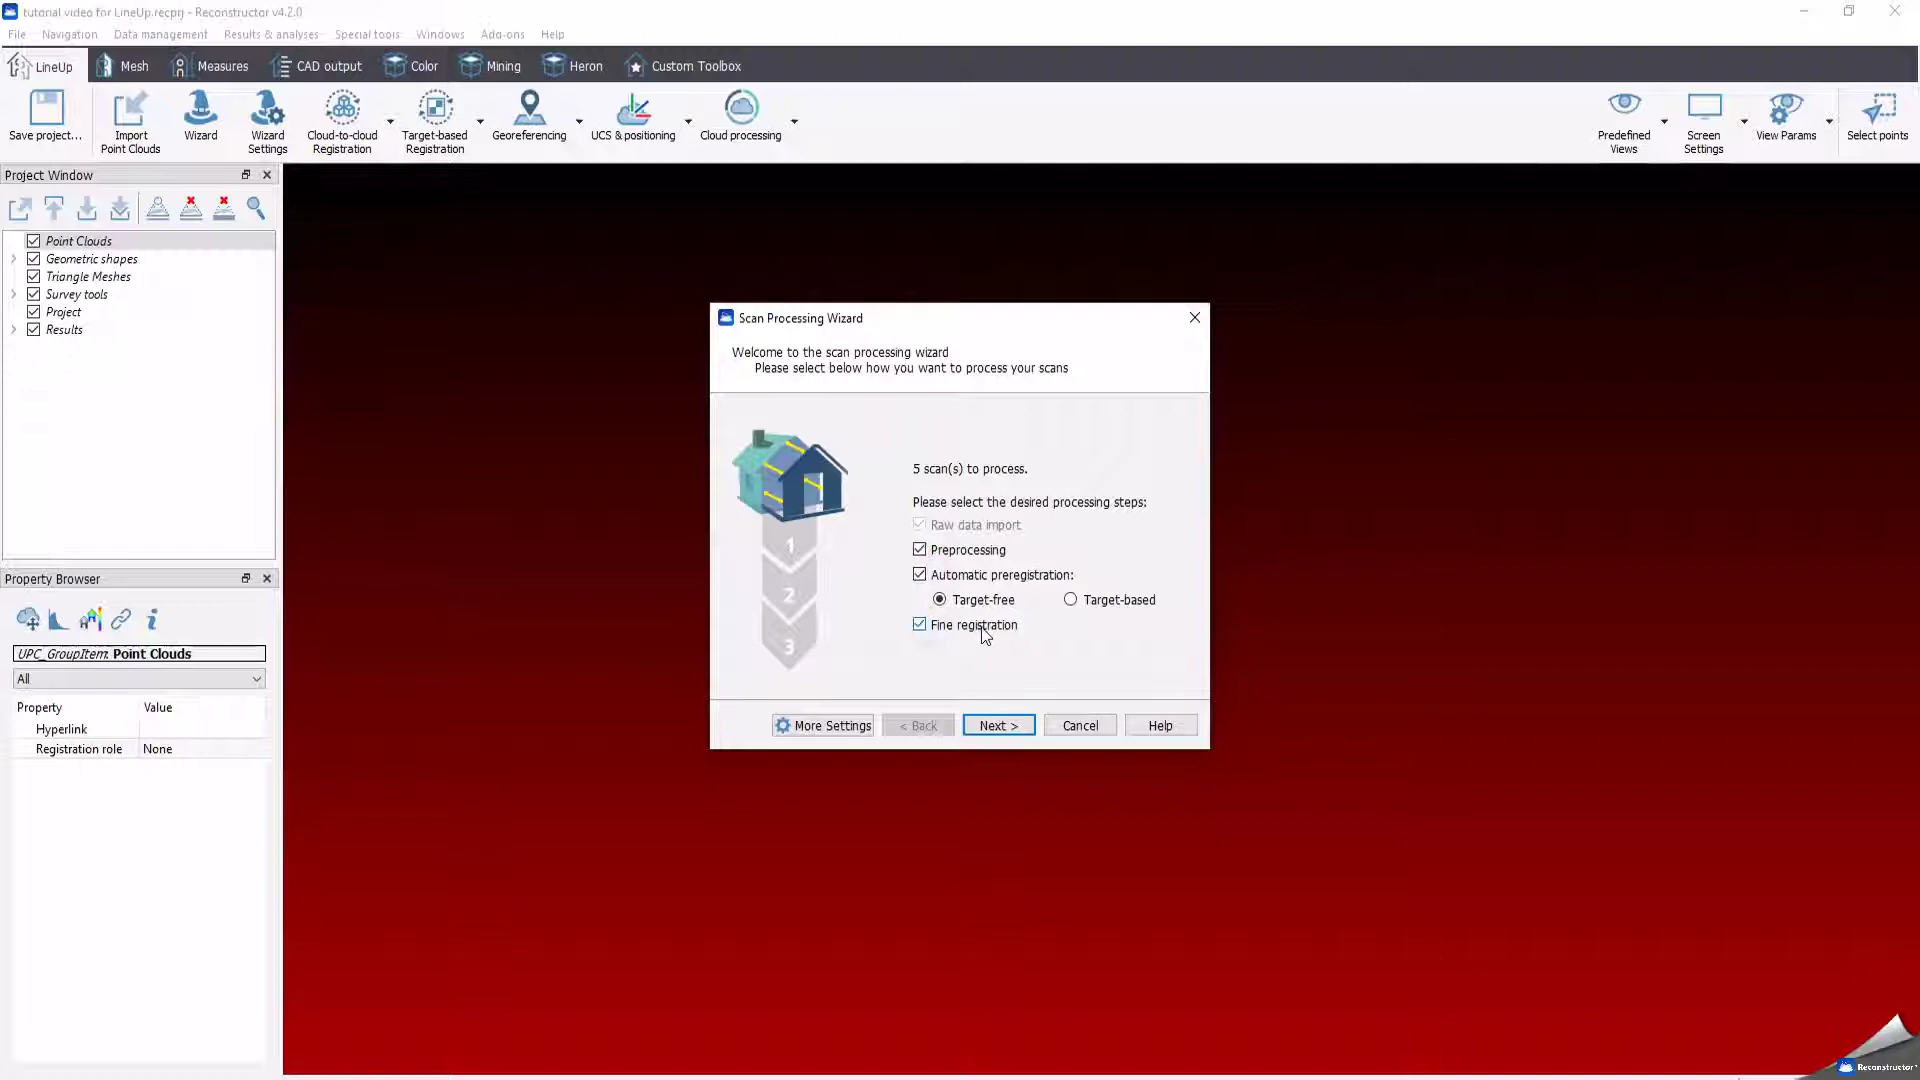 tutorial video for LineUp.recprj - Reconstructor v4.2.0
File Navigation Data management Results & analyses Special tools Windows Add-ons Help
LineUp Mesh Measures CAD output Color Mining Heron Custom Toolbox
Save project... Import Point Clouds Wizard Wizard Settings Cloud-to-cloud Registration Target-based Registration Georeferencing UCS & positioning Cloud processing Predefined Views Screen Settings View Params Select points
Project Window
Point Clouds
Geometric shapes
Triangle Meshes
Survey tools
Project
Results
Scan Processing Wizard
Welcome to the scan processing wizard
Please select below how you want to process your scans
5 scan(s) to process.
Please select the desired processing steps:
Raw data import
Preprocessing
Automatic preregistration:
Target-free Target-based
Fine registration
1
2
3
More Settings < Back Next > Cancel Help
Property Browser
UPC_GroupItem: Point Clouds
All
Property Value
Hyperlink
Registration role None
Reconstructor